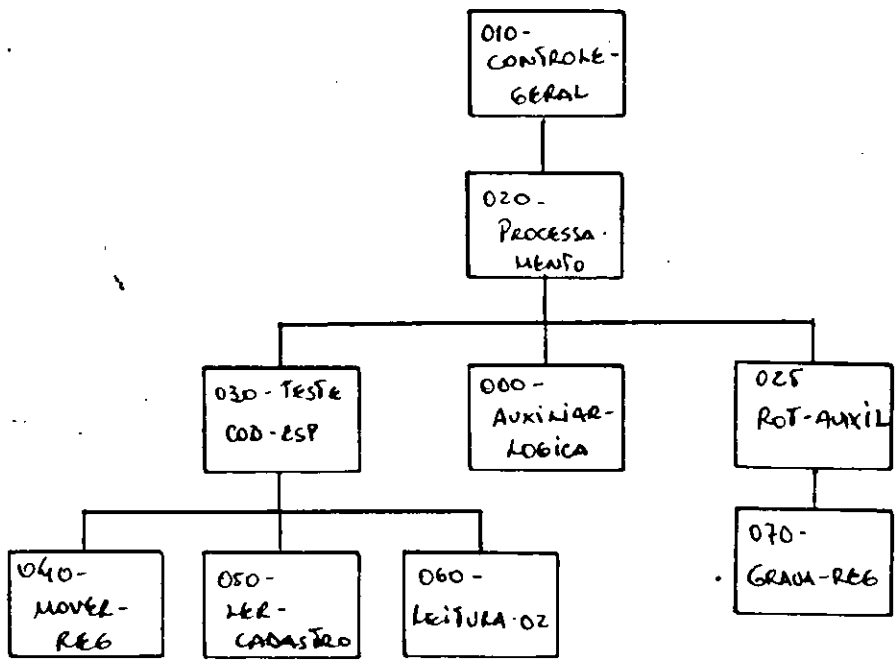 010-
CONTROLE-
GERAL
020-
PROCESSA-
MENTO
030-TESTE
COD-ESP
000-
AUXILIAR-
LOGICA
025
ROT-AUXIL
040-
MOVER-
REG
050-
LER-
CADASTRO
060-
LEITURA-02
070-
GRAVA-REG